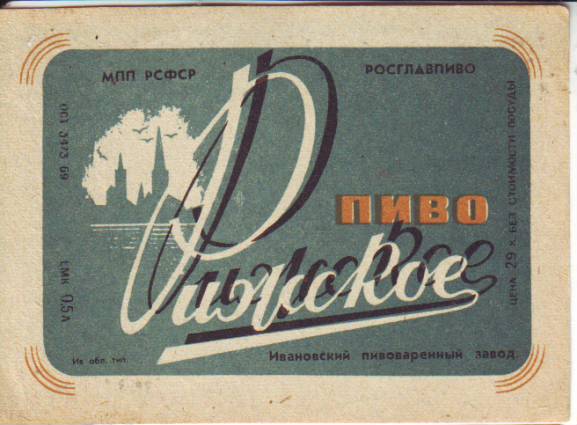 МПП РСФСР
РОСГЛАВПИВО
ОСТ 3473 69
ЕМК 0,5 Л
ПИВО
Рижское
ЦЕНА 29 К. БЕЗ СТОИМОСТИ ПОСУДЫ
Ив обл. тип.
Ивановский пивоваренный завод.